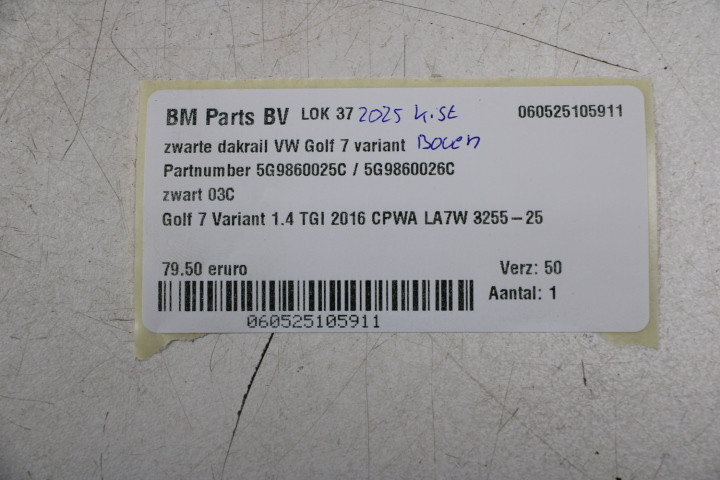 BM Parts BV LOK 37 2025 kist 060525105911
zwarte dakrail VW Golf 7 variant Boven
Partnumber 5G9860025C / 5G9860026C
zwart 03C
Golf 7 Variant 1.4 TGI 2016 CPWA LA7W 3255-25
79.50 eruro Verz: 50
Aantal: 1
060525105911